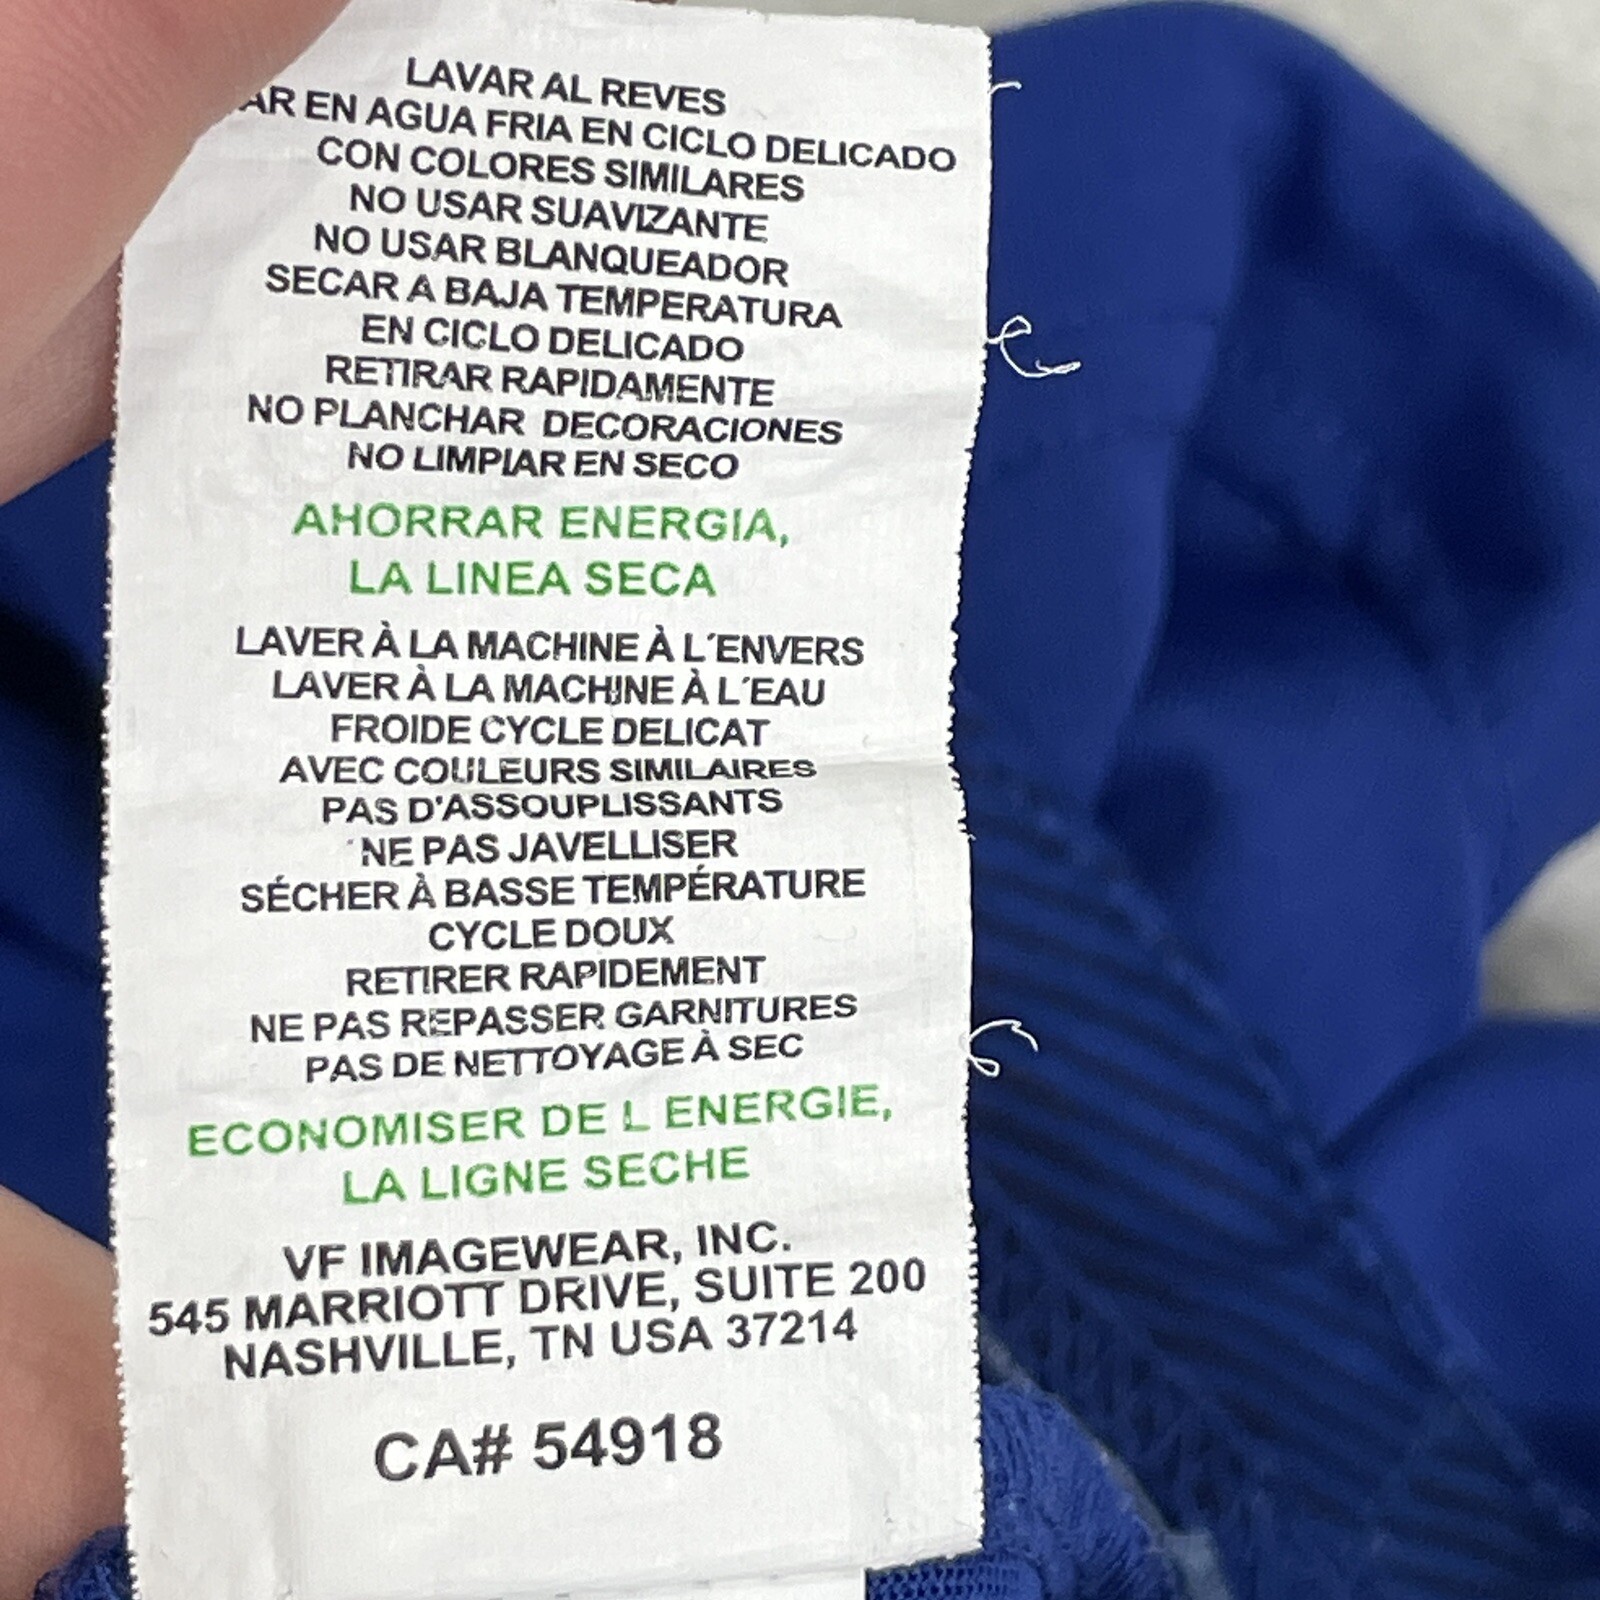 LAVAR AL REVES
EN AGUA FRIA EN CICLO DELICADO
CON COLORES SIMILARES
NO USAR SUAVIZANTE
NO USAR BLANQUEADOR
SECAR A BAJA TEMPERATURA
EN CICLO DELICADO
RETIRAR RAPIDAMENTE
NO PLANCHAR DECORACIONES
NO LIMPIAR EN SECO
AHORRAR ENERGIA,
LA LINEA SECA
LAVER À LA MACHINE À L´ENVERS
LAVER À LA MACHINE À L´EAU
FROIDE CYCLE DELICAT
AVEC COULEURS SIMILAIRES
PAS D'ASSOUPLISSANTS
NE PAS JAVELLISER
SÉCHER À BASSE TEMPÉRATURE
CYCLE DOUX
RETIRER RAPIDEMENT
NE PAS REPASSER GARNITURES
PAS DE NETTOYAGE À SEC
ECONOMISER DE L ENERGIE,
LA LIGNE SECHE
VF IMAGEWEAR, INC.
545 MARRIOTT DRIVE, SUITE 200
NASHVILLE, TN USA 37214
CA# 54918